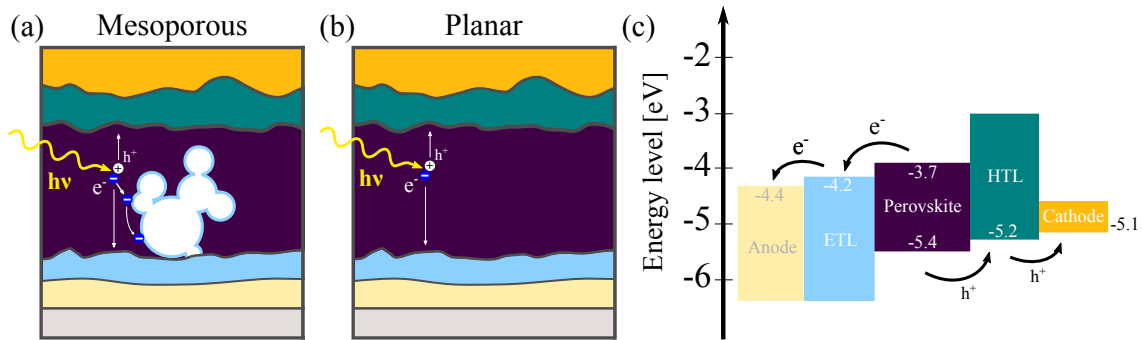 (a) Mesoporous
hν
h⁺
e⁻
(b) Planar
hν
h⁺
e⁻
(c)
Energy level [eV]
-2
-3
-4
-5
-6
e⁻
e⁻
-4.4
Anode
-4.2
ETL
-3.7
Perovskite
-5.4
HTL
-5.2
Cathode
-5.1
h⁺
h⁺